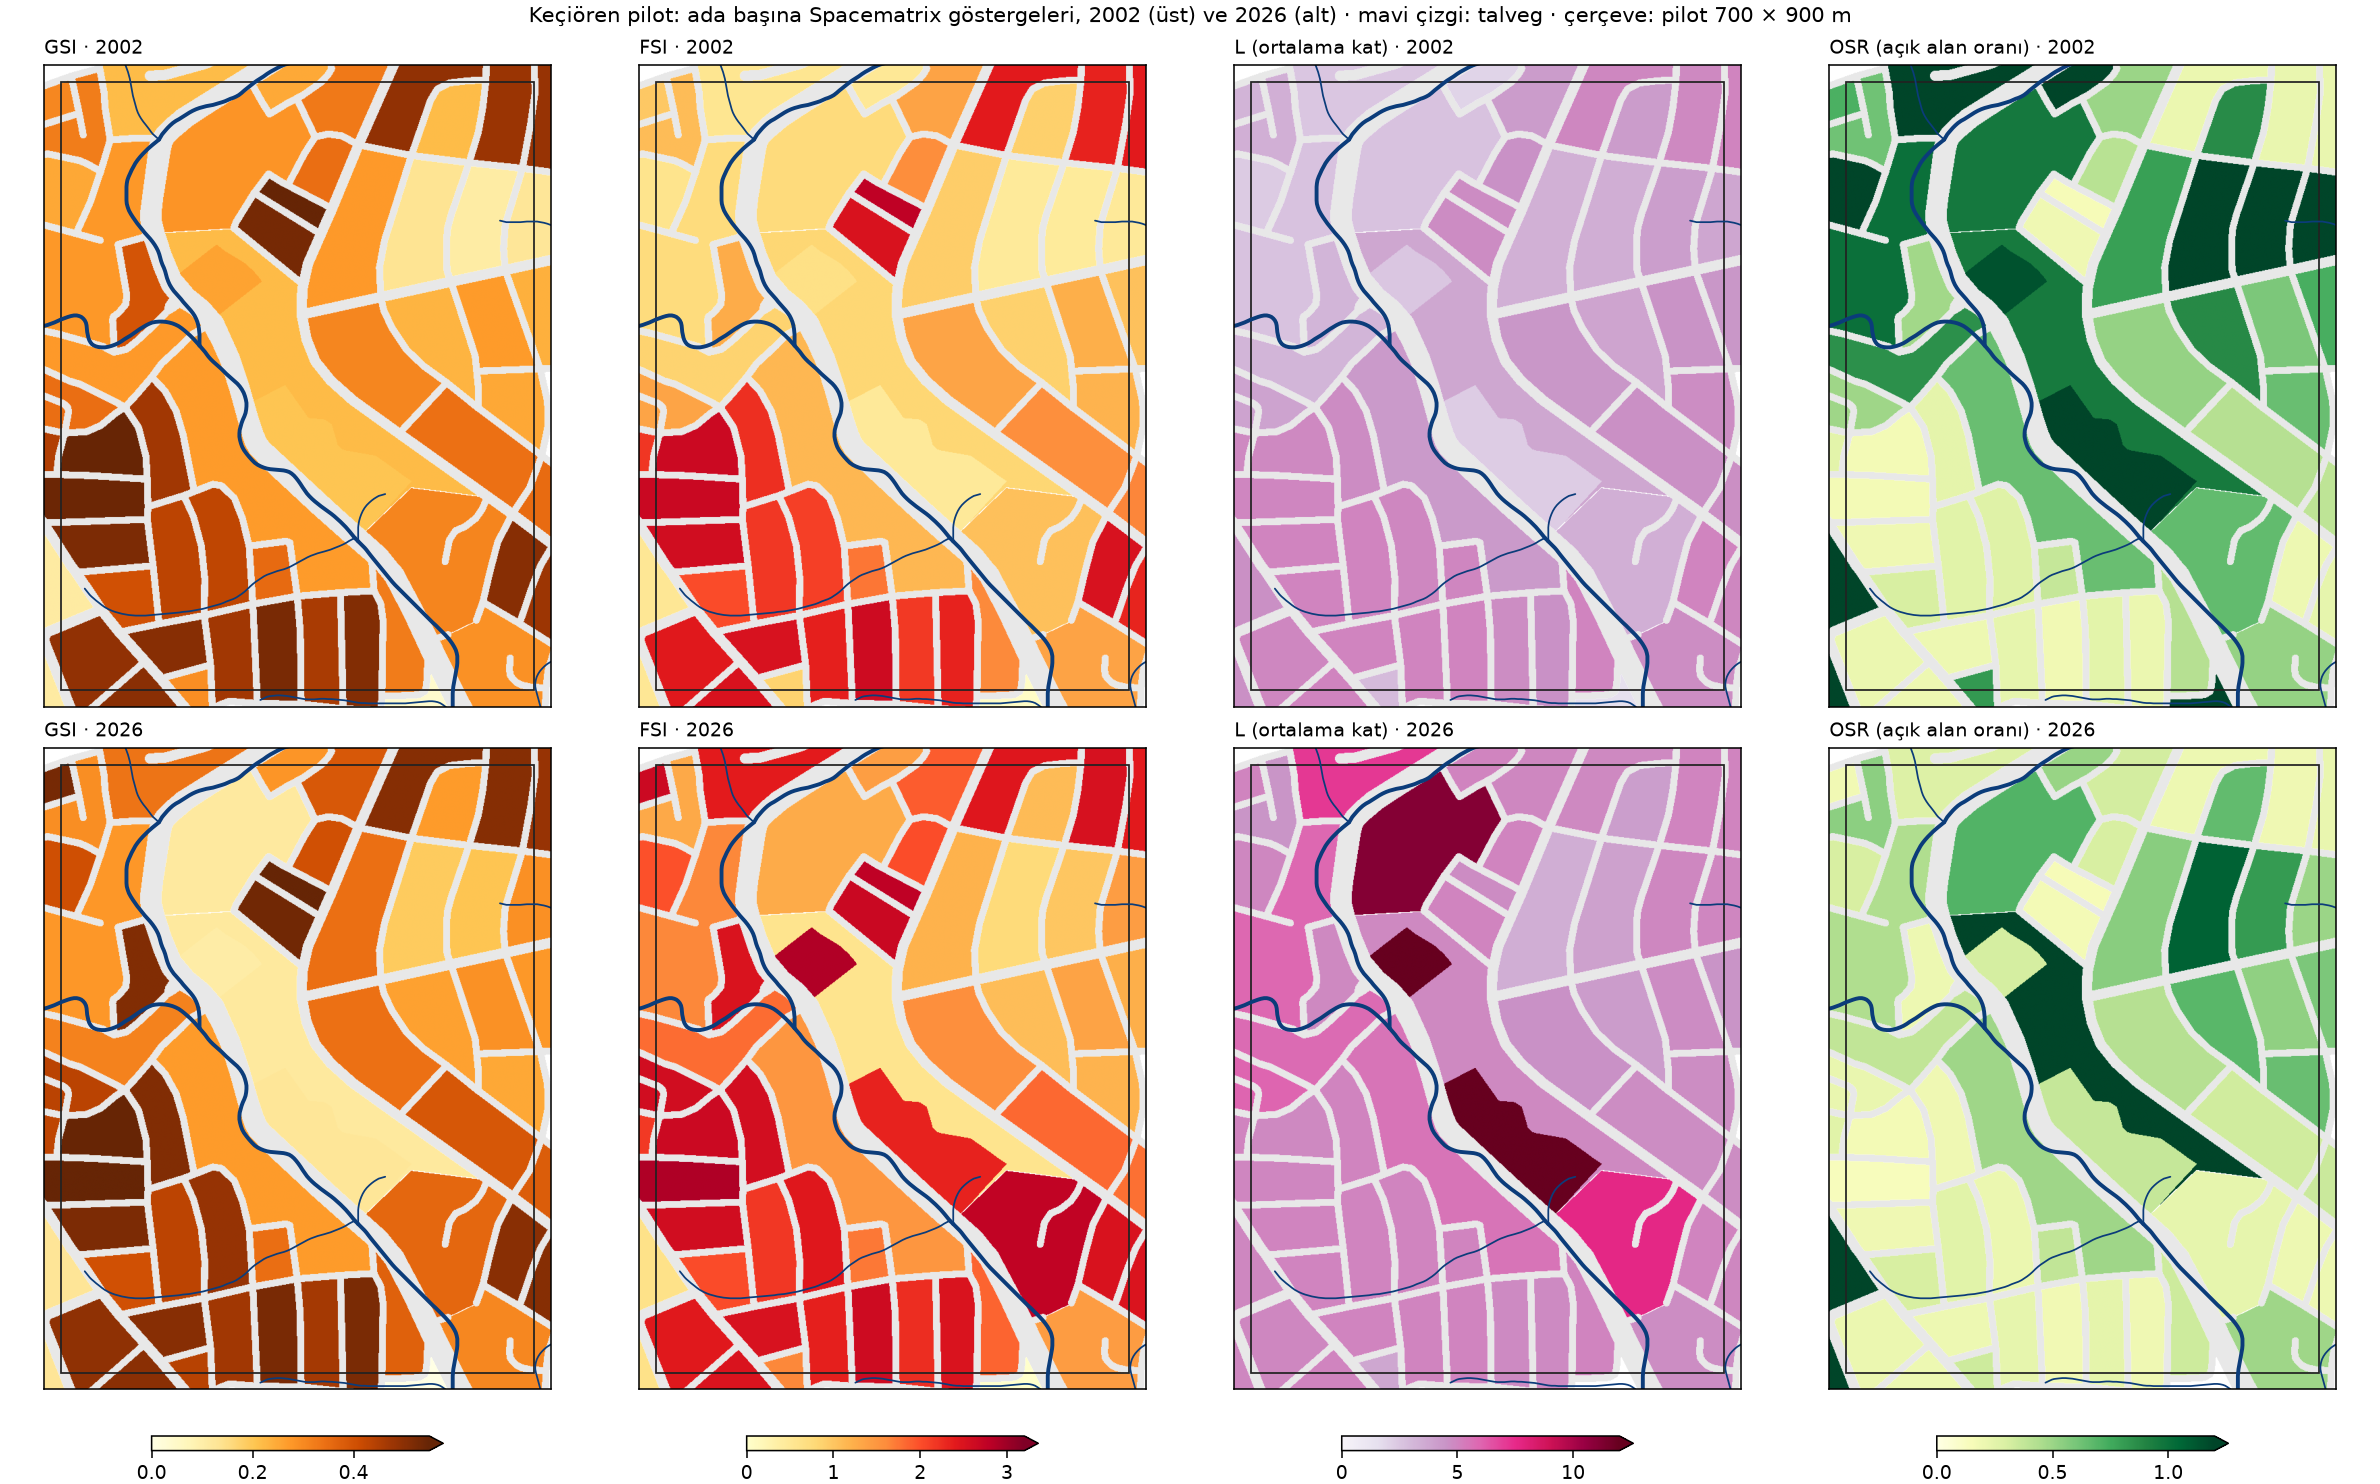 Keçiören pilot: ada başına Spacematrix göstergeleri, 2002 (üst) ve 2026 (alt) · mavi çizgi: talveg · çerçeve: pilot 700 × 900 m
GSI · 2002
FSI · 2002
L (ortalama kat) · 2002
OSR (açık alan oranı) · 2002
GSI · 2026
FSI · 2026
L (ortalama kat) · 2026
OSR (açık alan oranı) · 2026
0.0 0.2 0.4
0 1 2 3
0 5 10
0.0 0.5 1.0